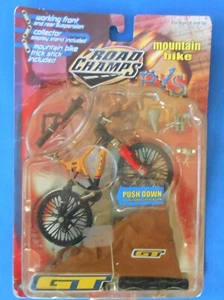 working front
and rear suspension
collector
display stand included
mountain bike
trick stick
included
ROAD
CHAMPS
mountain
bike
BXS
PUSH DOWN
GT
GT